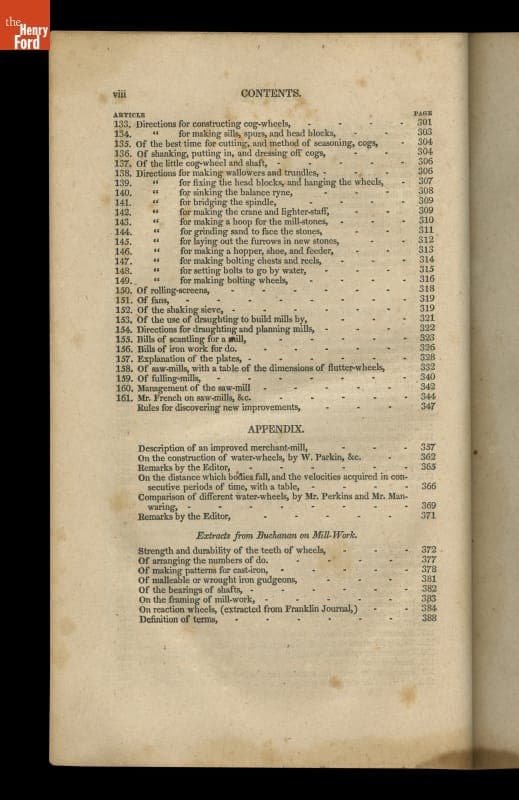 the
Henry
Ford
viii CONTENTS.
ARTICLE PAGE
133. Directions for constructing cog-wheels, - - - - 301
134. “ for making sills, spurs, and head blocks, - - 303
135. Of the best time for cutting, and method of seasoning, cogs, - 304
136. Of shanking, putting in, and dressing off cogs, - - - 304
137. Of the little cog-wheel and shaft, - - - - - 306
138. Directions for making wallowers and trundles, - - - - 306
139. “ for fixing the head blocks, and hanging the wheels, - 307
140. “ for sinking the balance ryne, - - - - 308
141. “ for bridging the spindle, - - - - 309
142. “ for making the crane and lighter-staff, - - - 309
143. “ for making a hoop for the mill-stones, - - - - 310
144. “ for grinding sand to face the stones, - - - 311
145. “ for laying out the furrows in new stones, - - - 312
146. “ for making a hopper, shoe, and feeder, - - - 313
147. “ for making bolting chests and reels, - - - - 314
148. “ for setting bolts to go by water, - - - - 315
149. “ for making bolting wheels, - - - - 316
150. Of rolling-screens, - - - - - - - 318
151. Of fans, - - - - - - - - - 319
152. Of the shaking sieve, - - - - - - - 319
153. Of the use of draughting to build mills by, - - - - 321
154. Directions for draughting and planning mills, - - - - 322
155. Bills of scantling for a mill, - - - - - - 323
156. Bills of iron work for do. - - - - - - - 326
157. Explanation of the plates, - - - - - - - 328
158. Of saw-mills, with a table of the dimensions of flutter-wheels, 332
159. Of fulling-mills, - - - - - - - 340
160. Management of the saw-mill - - - - - - 342
161. Mr. French on saw-mills, &c. - - - - - 344
Rules for discovering new improvements, - - - - 347
APPENDIX.
Description of an improved merchant-mill, - - - - 357
On the construction of water-wheels, by W. Parkin, &c. - 362
Remarks by the Editor, - - - - - - - 365
On the distance which bodies fall, and the velocities acquired in con-
secutive periods of time, with a table, - - - - 366
Comparison of different water-wheels, by Mr. Perkins and Mr. Man-
waring, - - - - - - - - 369
Remarks by the Editor, - - - - - - - 371
Extracts from Buchanan on Mill-Work.
Strength and durability of the teeth of wheels, - - - - 372
Of arranging the numbers of do. - - - - - - 377
Of making patterns for cast-iron, - - - - - - 378
Of malleable or wrought iron gudgeons, - - - - - 381
Of the bearings of shafts, - - - - - - - 382
On the framing of mill-work, - - - - - - 383
On reaction wheels, (extracted from Franklin Journal,) - - 384
Definition of terms, - - - - - - - 388